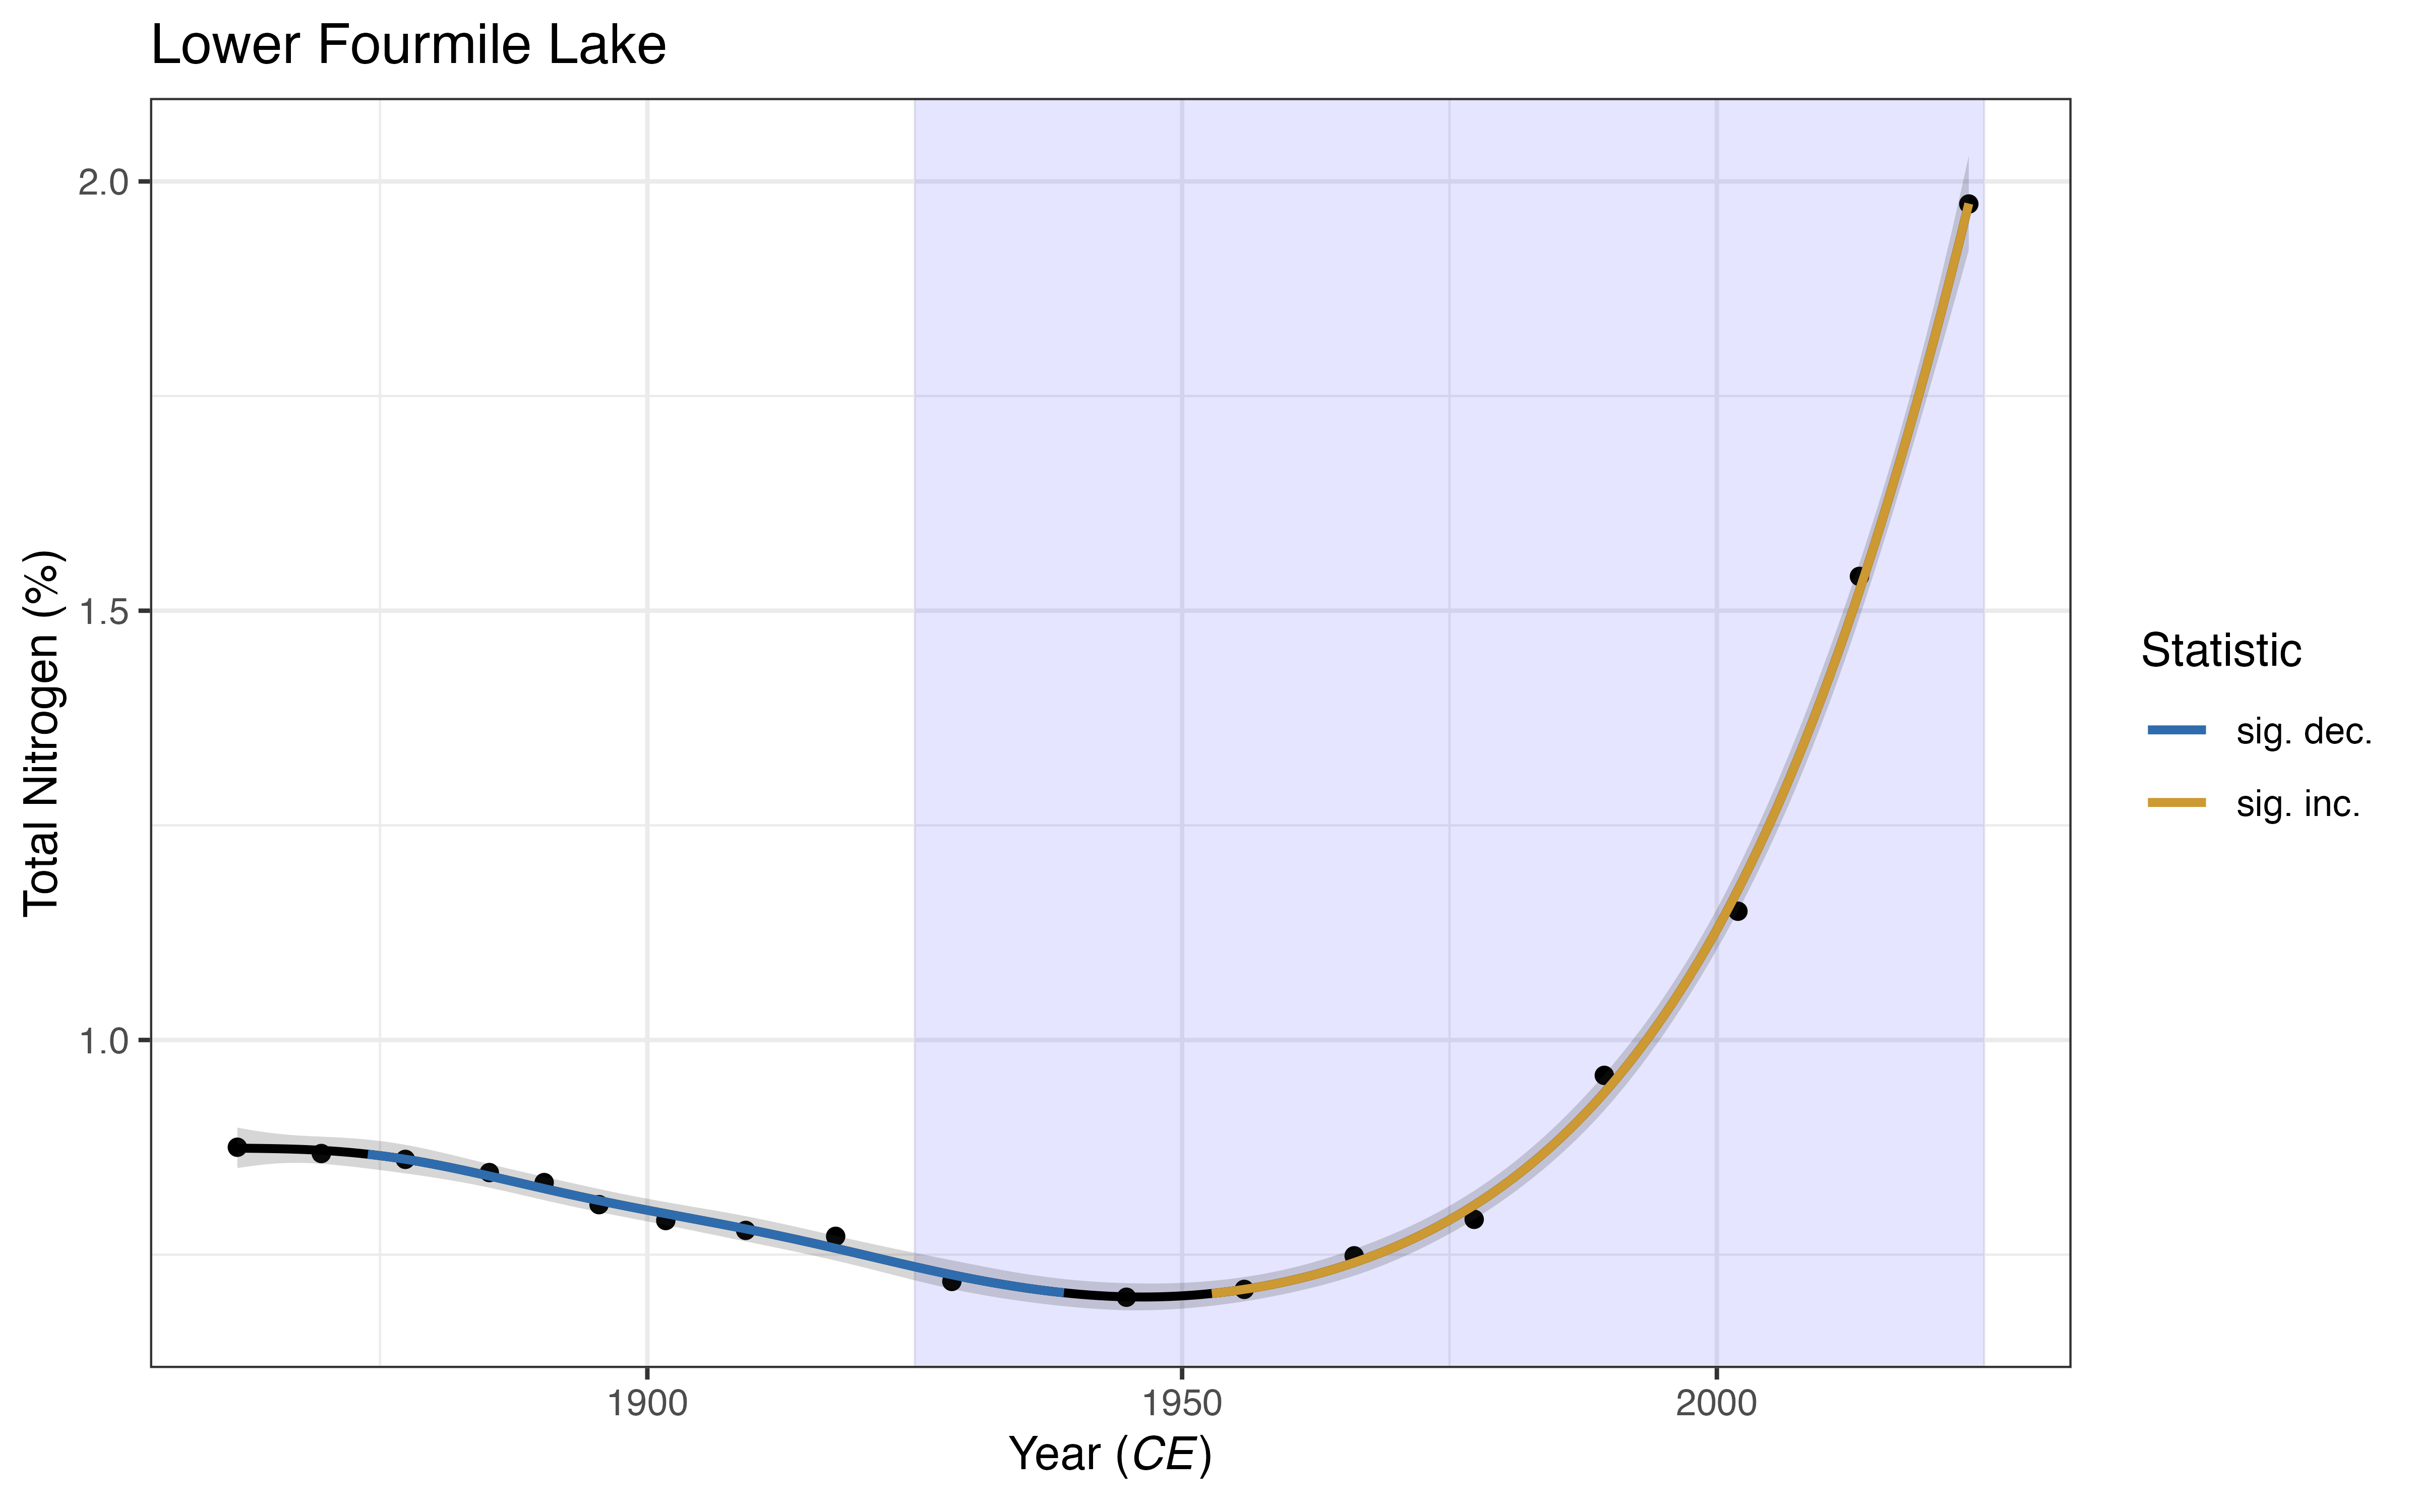 Lower Fourmile Lake
2.0
1.5
1.0
Total Nitrogen (%)
1900
1950
2000
Year (CE)
Statistic
sig. dec.
sig. inc.